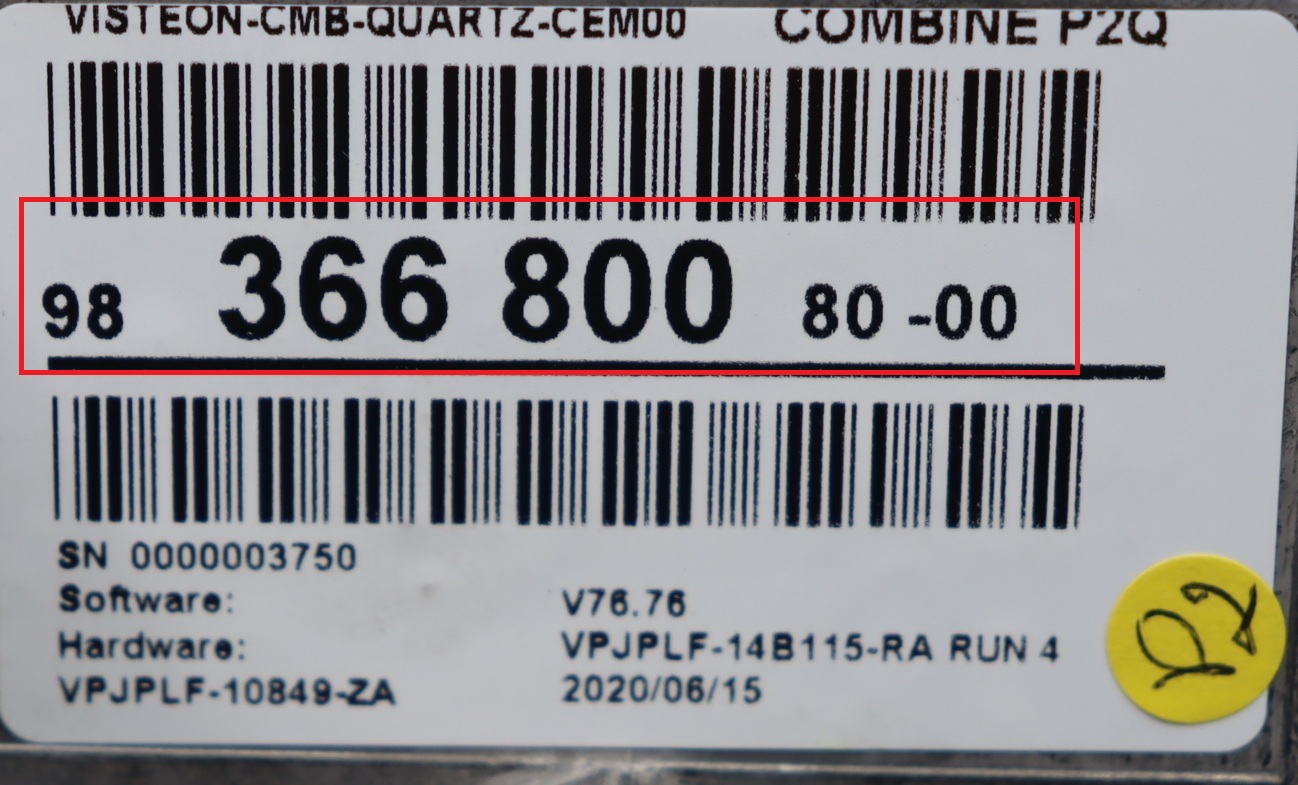 VISTEON-CMB-QUARTZ-CEM00 COMBINE P2Q
98 366 800 80 -00
SN 0000003750
Software: V76.76
Hardware: VPJPLF-14B115-RA RUN 4
VPJPLF-10849-ZA 2020/06/15